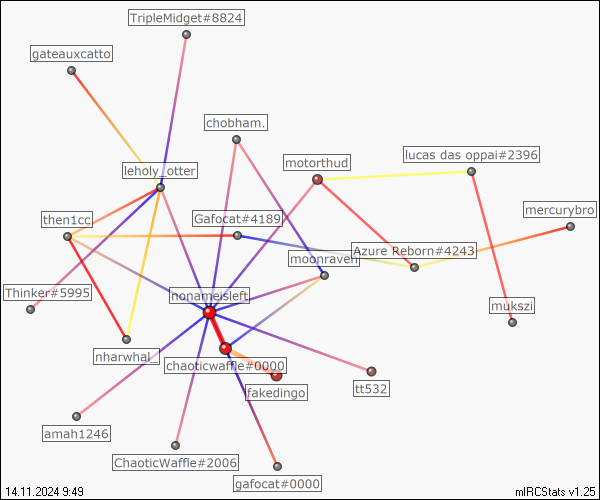 TripleMidget#8824
gateauxcatto
chobham.
motorthud
lucas das oppai#2396
leholy_otter
mercurybro
then1cc
Gafocat#4189
Azure Reborn#4243
moonraven
Thinker#5995
nonameisleft_
mukszi
nharwhal_
chaoticwaffle#0000
fakedingo
tt532
amah1246
ChaoticWaffle#2006
gafocat#0000
14.11.2024 9:49
mIRCStats v1.25